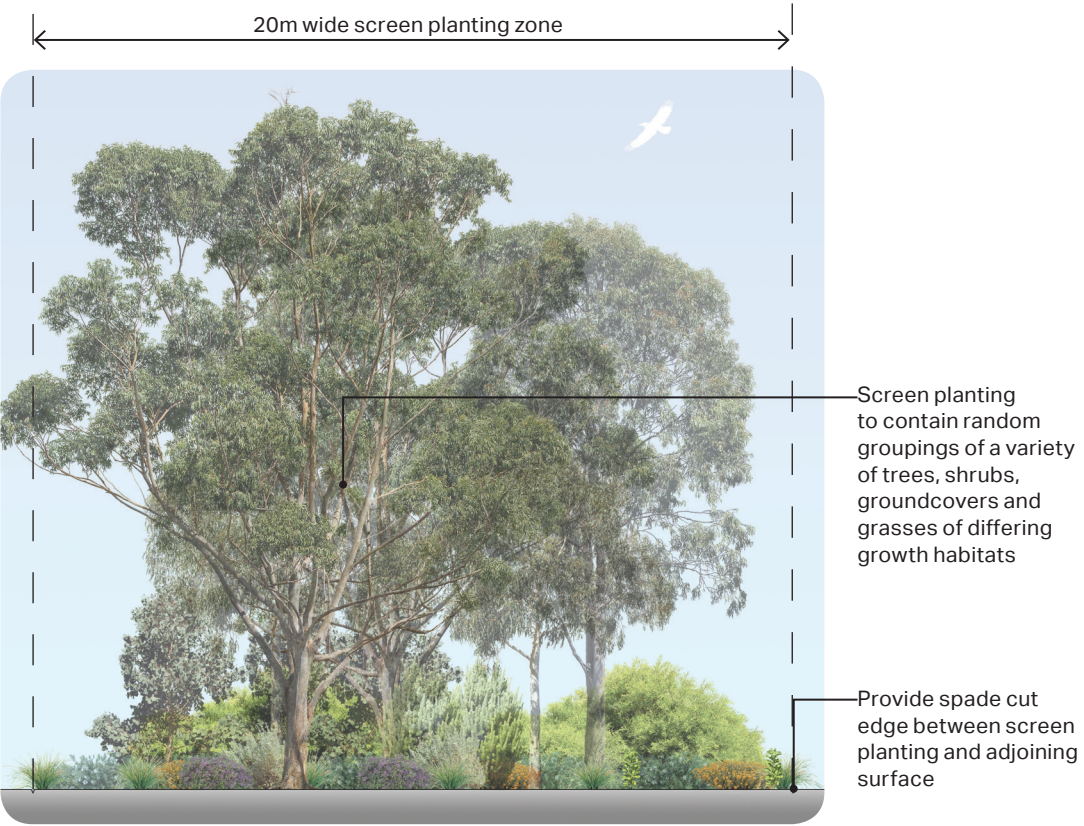 20m wide screen planting zone
Screen planting
to contain random
groupings of a variety
of trees, shrubs,
groundcovers and
grasses of differing
growth habitats
Provide spade cut
edge between screen
planting and adjoining
surface